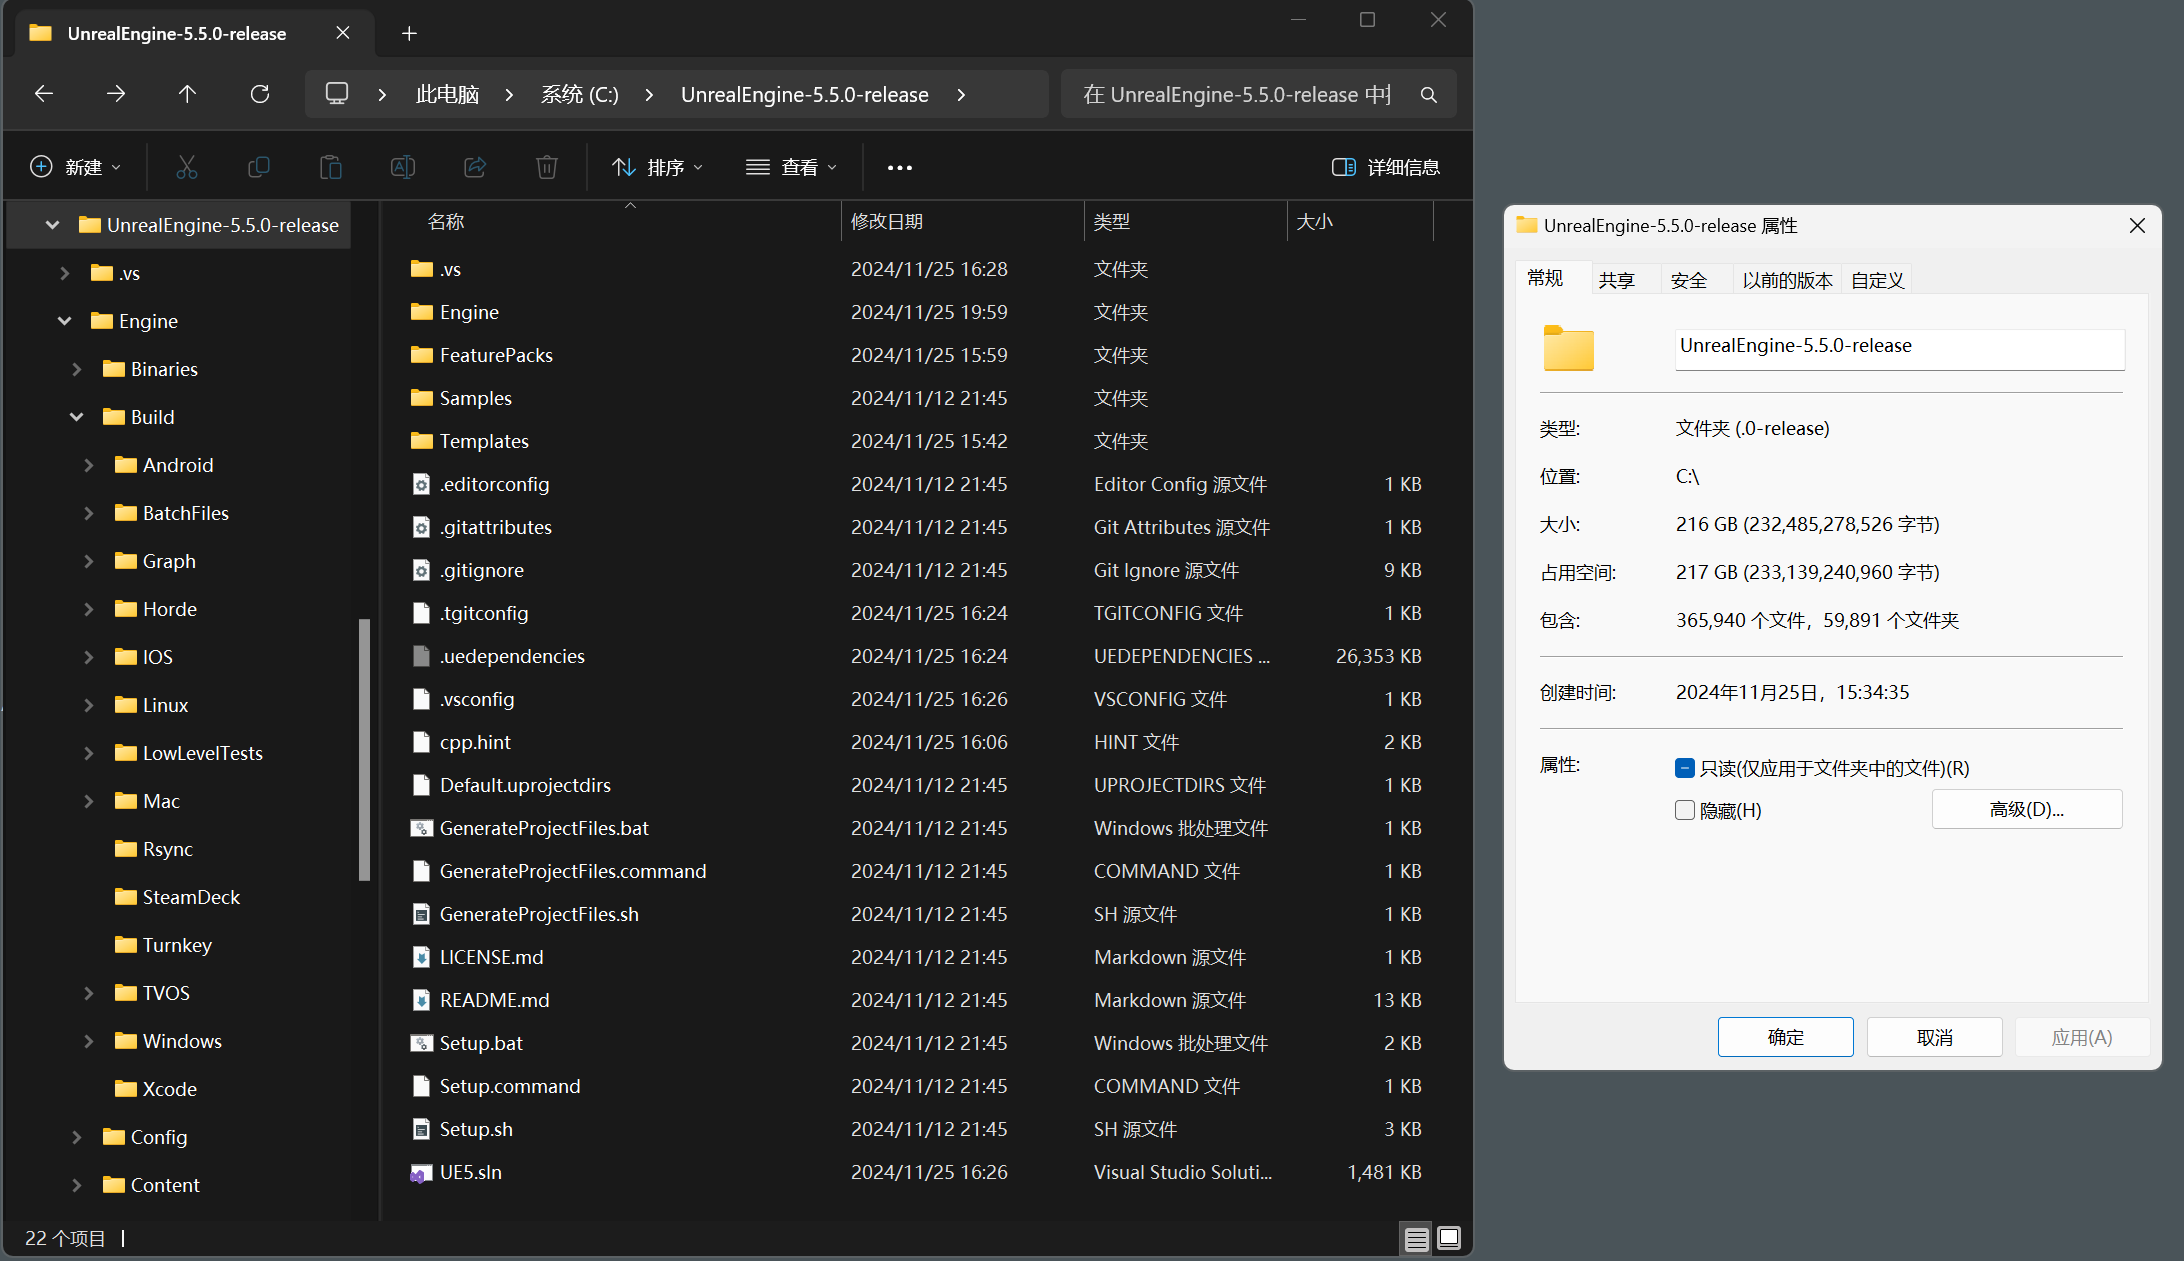 UnrealEngine-5.5.0-release
此电脑 系统 (C:) UnrealEngine-5.5.0-release
在 UnrealEngine-5.5.0-release 中
新建 排序 查看 详细信息
UnrealEngine-5.5.0-release
.vs
Engine
Binaries
Build
Android
BatchFiles
Graph
Horde
IOS
Linux
LowLevelTests
Mac
Rsync
SteamDeck
Turnkey
TVOS
Windows
Xcode
Config
Content
名称 修改日期 类型 大小
.vs 2024/11/25 16:28 文件夹
Engine 2024/11/25 19:59 文件夹
FeaturePacks 2024/11/25 15:59 文件夹
Samples 2024/11/12 21:45 文件夹
Templates 2024/11/25 15:42 文件夹
.editorconfig 2024/11/12 21:45 Editor Config 源文件 1 KB
.gitattributes 2024/11/12 21:45 Git Attributes 源文件 1 KB
.gitignore 2024/11/12 21:45 Git Ignore 源文件 9 KB
.tgitconfig 2024/11/25 16:24 TGITCONFIG 文件 1 KB
.uedependencies 2024/11/25 16:24 UEDEPENDENCIES ... 26,353 KB
.vsconfig 2024/11/25 16:26 VSCONFIG 文件 1 KB
cpp.hint 2024/11/25 16:06 HINT 文件 2 KB
Default.uprojectdirs 2024/11/12 21:45 UPROJECTDIRS 文件 1 KB
GenerateProjectFiles.bat 2024/11/12 21:45 Windows 批处理文件 1 KB
GenerateProjectFiles.command 2024/11/12 21:45 COMMAND 文件 1 KB
GenerateProjectFiles.sh 2024/11/12 21:45 SH 源文件 1 KB
LICENSE.md 2024/11/12 21:45 Markdown 源文件 1 KB
README.md 2024/11/12 21:45 Markdown 源文件 13 KB
Setup.bat 2024/11/12 21:45 Windows 批处理文件 2 KB
Setup.command 2024/11/12 21:45 COMMAND 文件 1 KB
Setup.sh 2024/11/12 21:45 SH 源文件 3 KB
UE5.sln 2024/11/25 16:26 Visual Studio Soluti... 1,481 KB
22 个项目
UnrealEngine-5.5.0-release 属性
常规 共享 安全 以前的版本 自定义
UnrealEngine-5.5.0-release
类型: 文件夹 (.0-release)
位置: C:\
大小: 216 GB (232,485,278,526 字节)
占用空间: 217 GB (233,139,240,960 字节)
包含: 365,940 个文件，59,891 个文件夹
创建时间: 2024年11月25日，15:34:35
属性: 只读(仅应用于文件夹中的文件)(R)
隐藏(H) 高级(D)...
确定 取消 应用(A)